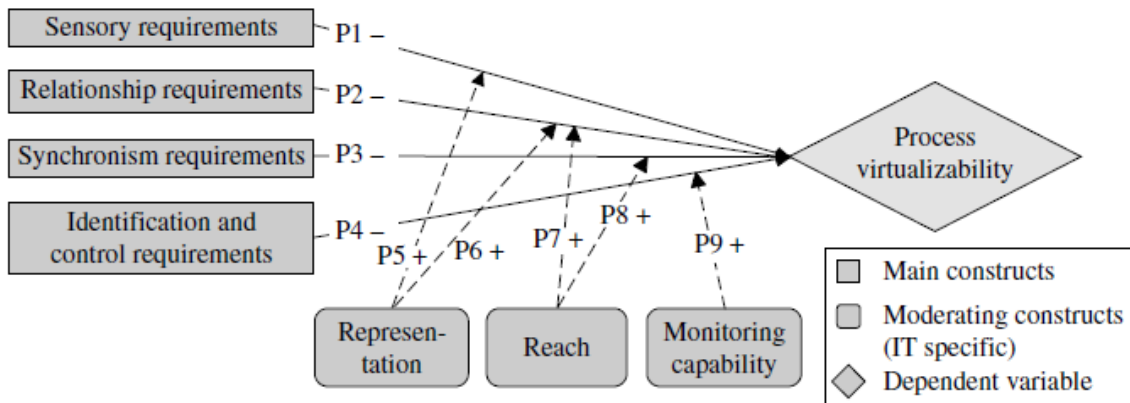 Sensory requirements
P1 –
Relationship requirements
P2 –
Synchronism requirements
P3 –
Identification and
control requirements
P4 –
Process
virtualizability
P5 +
P6 +
P7 +
P8 +
P9 +
Represen-
tation
Reach
Monitoring
capability
Main constructs
Moderating constructs
(IT specific)
Dependent variable